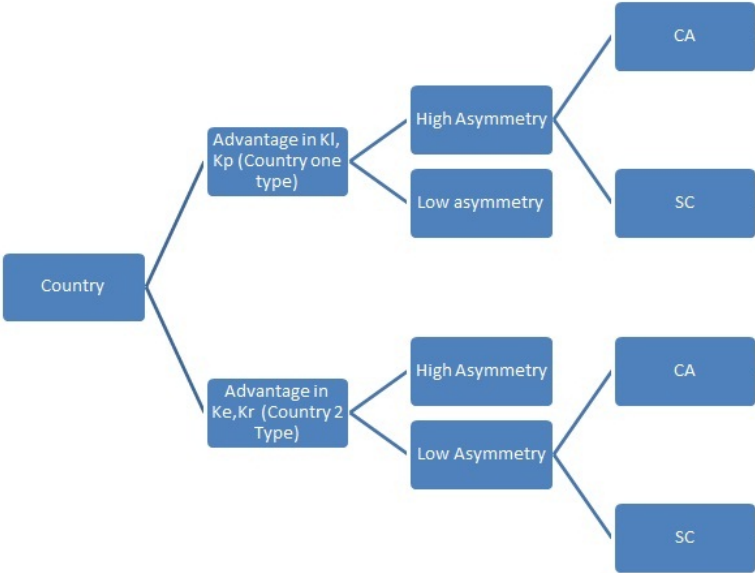 Country
Advantage in Kl,
Kp (Country one
type)
High Asymmetry
CA
SC
Low asymmetry
Advantage in
Ke,Kr (Country 2
Type)
High Asymmetry
Low Asymmetry
CA
SC